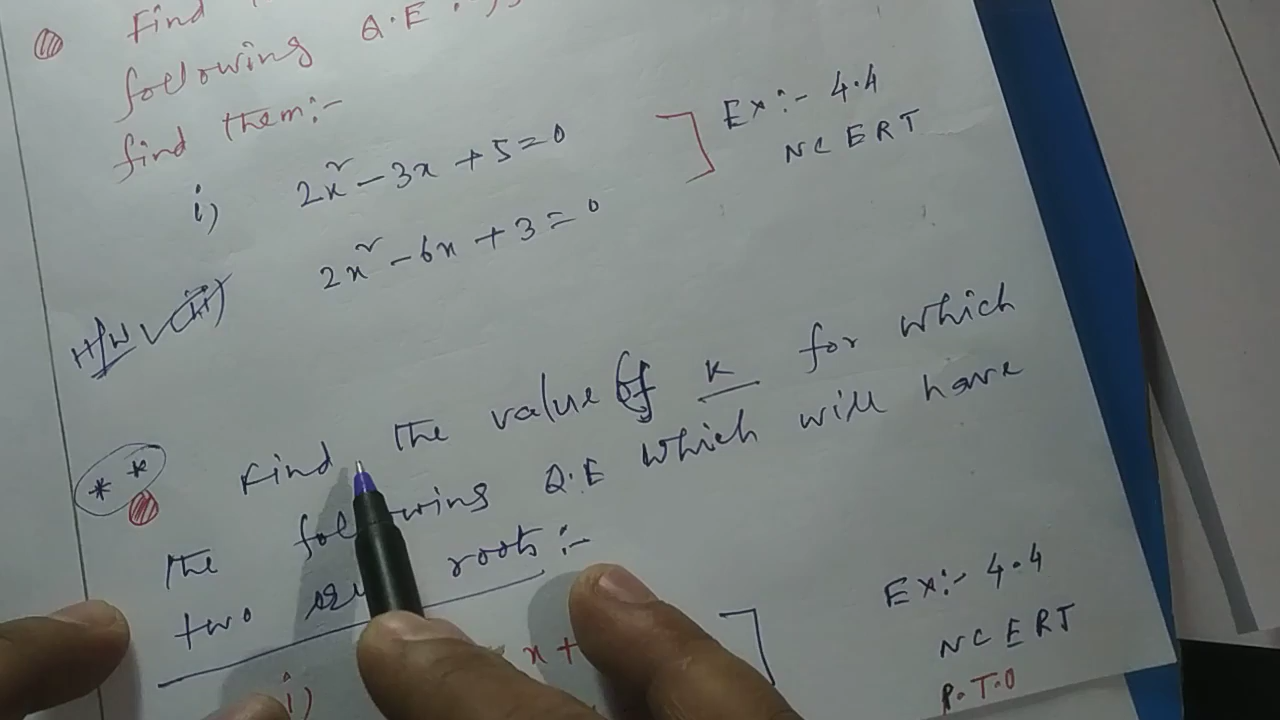 Find
following Q.E
find them:-
i) 2x² - 3x + 5 = 0
Ex:- 4.4
NCERT
H/W (ii) 2x² - 6x + 3 = 0
** Find the value of K for which
the following Q.E which will have
two roots:-
i) x +
Ex:- 4.4
NCERT
P.T.O